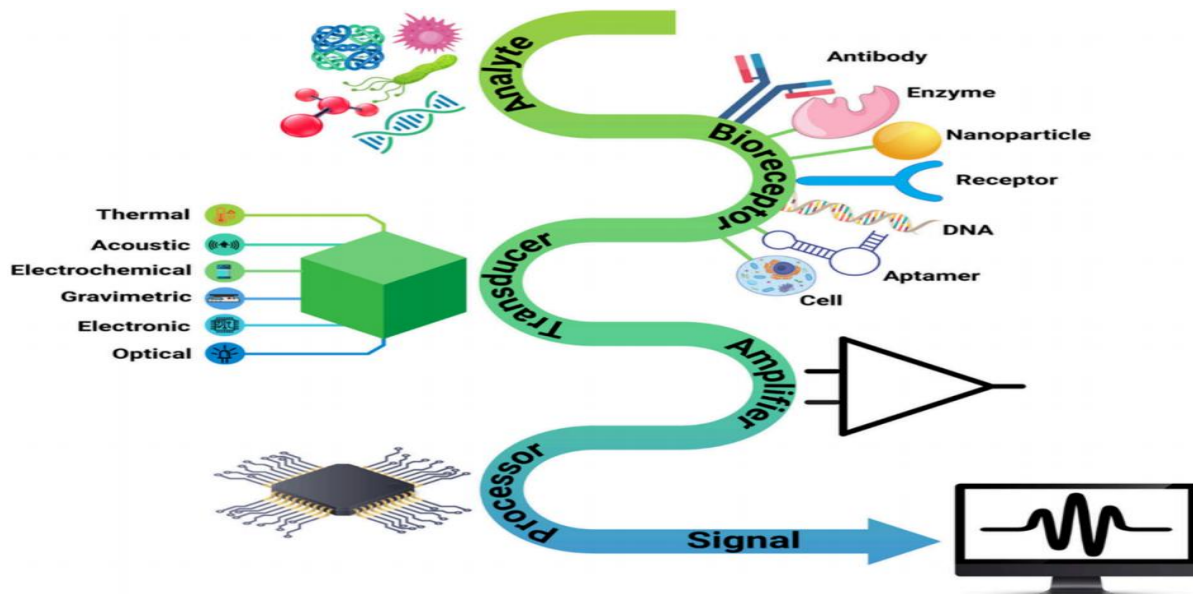 Analyte
Antibody
Enzyme
Bioreceptor
Nanoparticle
Receptor
DNA
Aptamer
Cell
Thermal
Acoustic
Electrochemical
Gravimetric
Electronic
Optical
Transducer
Amplifier
Processor
Signal